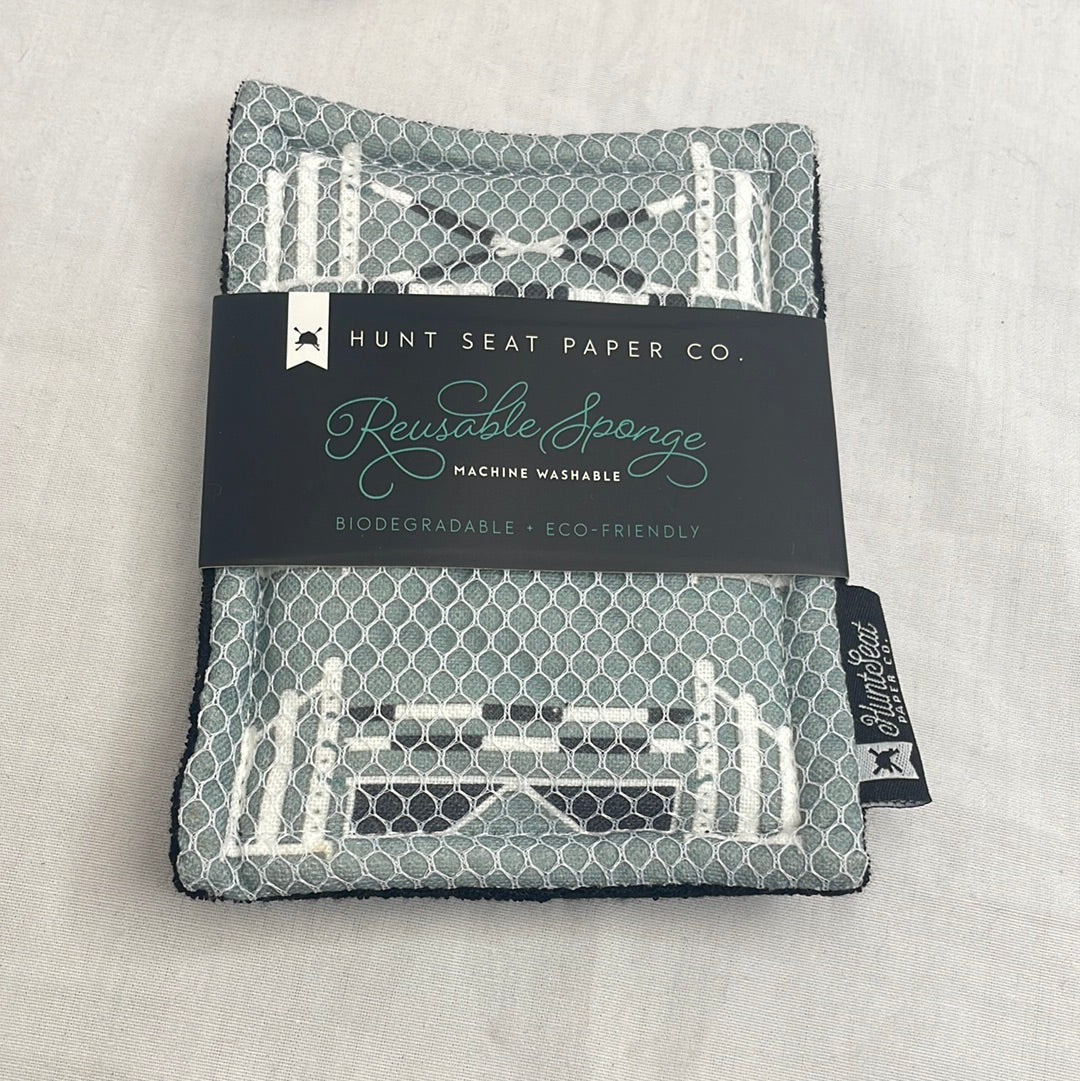 HUNT SEAT PAPER CO.
Reusable Sponge
MACHINE WASHABLE
BIODEGRADABLE + ECO-FRIENDLY
HuntSeat
PAPER CO.